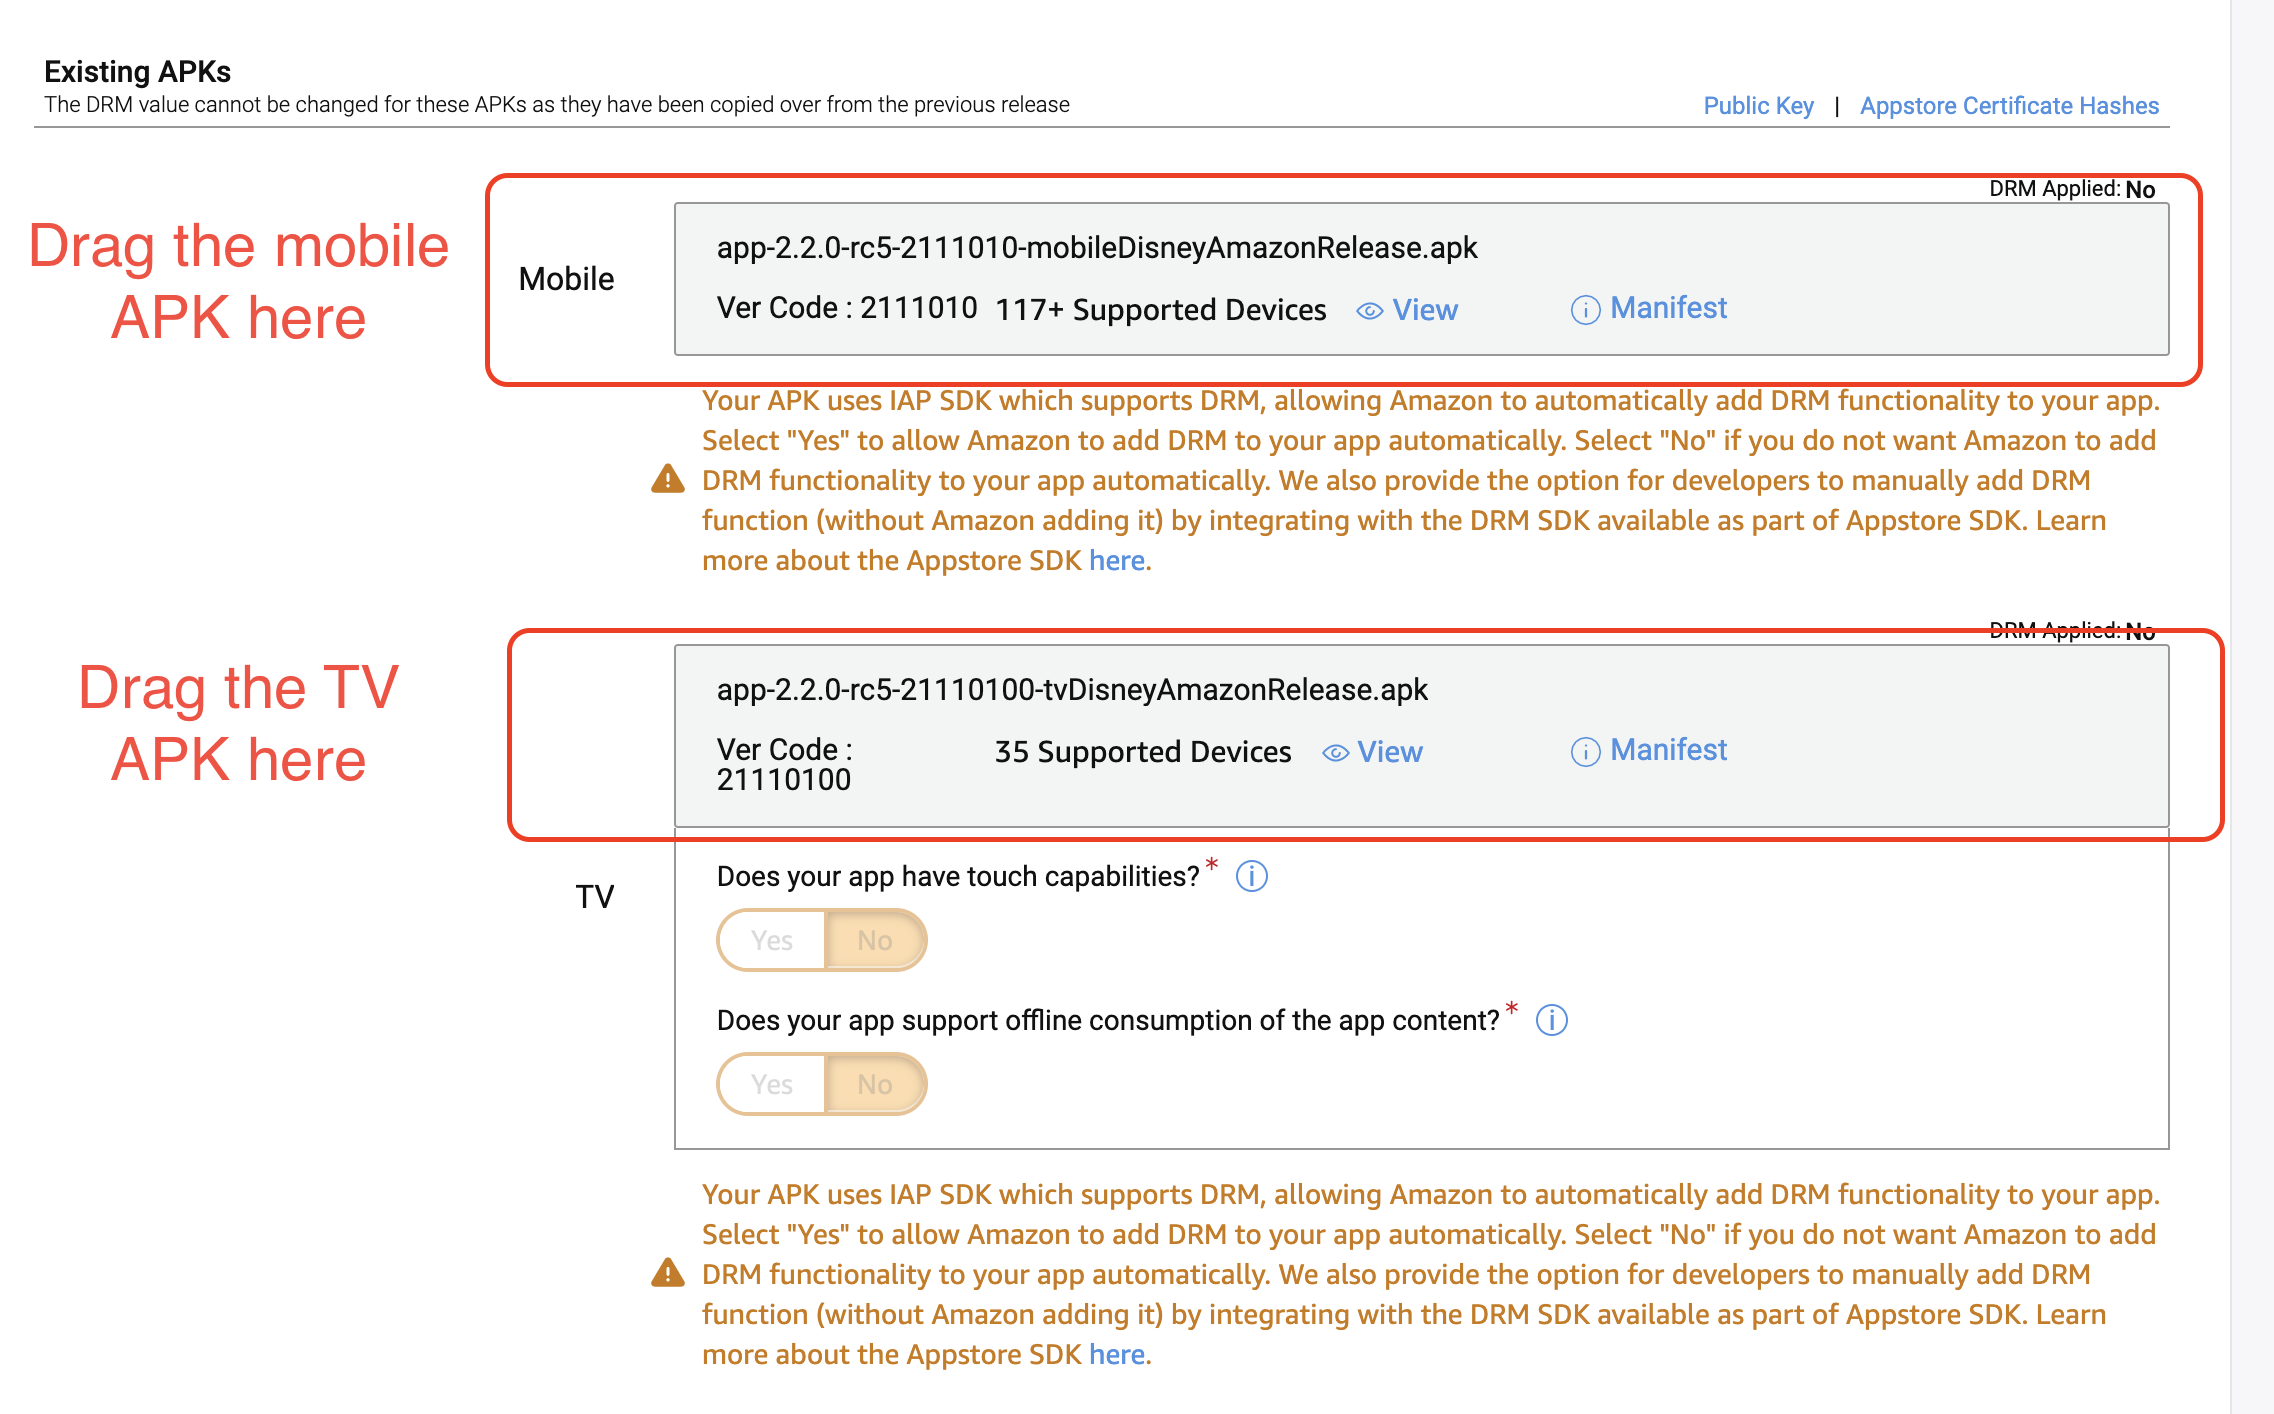 Existing APKs
The DRM value cannot be changed for these APKs as they have been copied over from the previous release
Public Key | Appstore Certificate Hashes
Drag the mobile
APK here
DRM Applied: No
Mobile
app-2.2.0-rc5-2111010-mobileDisneyAmazonRelease.apk
Ver Code : 2111010 117+ Supported Devices View Manifest
Your APK uses IAP SDK which supports DRM, allowing Amazon to automatically add DRM functionality to your app.
Select "Yes" to allow Amazon to add DRM to your app automatically. Select "No" if you do not want Amazon to add
DRM functionality to your app automatically. We also provide the option for developers to manually add DRM
function (without Amazon adding it) by integrating with the DRM SDK available as part of Appstore SDK. Learn
more about the Appstore SDK here.
DRM Applied: No
Drag the TV
APK here
app-2.2.0-rc5-21110100-tvDisneyAmazonRelease.apk
Ver Code :
21110100
35 Supported Devices View Manifest
TV
Does your app have touch capabilities? *
Yes No
Does your app support offline consumption of the app content? *
Yes No
Your APK uses IAP SDK which supports DRM, allowing Amazon to automatically add DRM functionality to your app.
Select "Yes" to allow Amazon to add DRM to your app automatically. Select "No" if you do not want Amazon to add
DRM functionality to your app automatically. We also provide the option for developers to manually add DRM
function (without Amazon adding it) by integrating with the DRM SDK available as part of Appstore SDK. Learn
more about the Appstore SDK here.